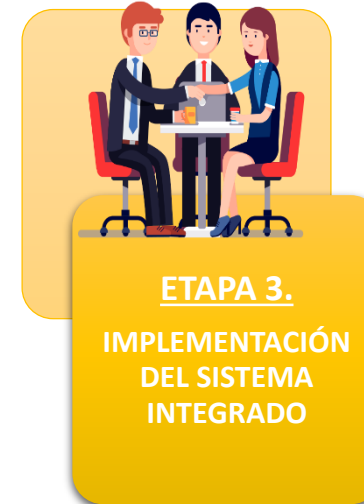 ETAPA 3.
IMPLEMENTACIÓN
DEL SISTEMA
INTEGRADO